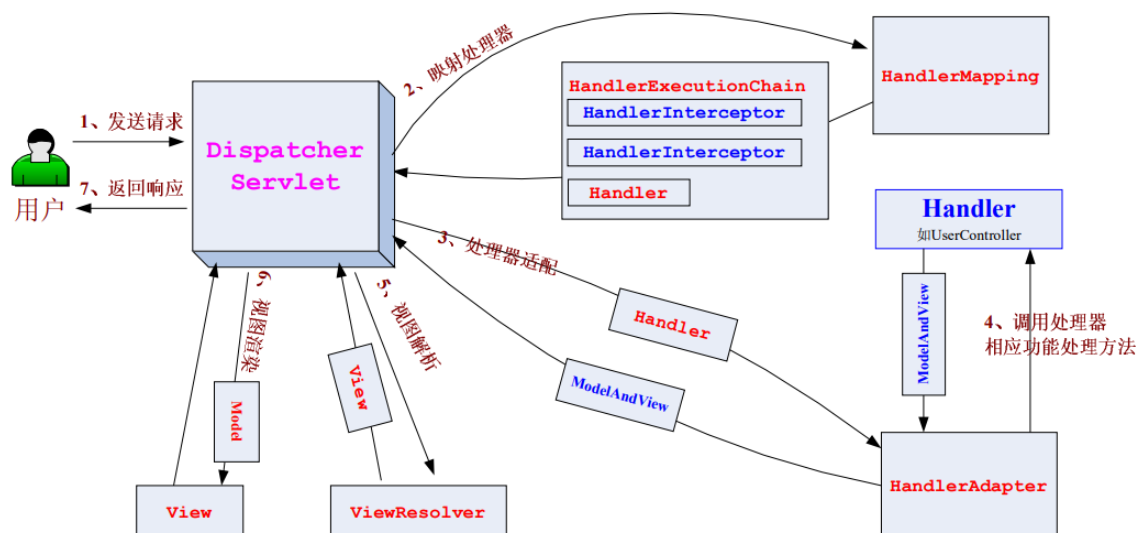 1、发送请求
7、返回响应
用户
Dispatcher
Servlet
2、映射处理器
HandlerExecutionChain
HandlerInterceptor
HandlerInterceptor
Handler
HandlerMapping
3、处理器适配
Handler
ModelAndView
Handler
如UserController
ModelAndView
4、调用处理器
相应功能处理方法
HandlerAdapter
5、视图解析
View
ViewResolver
6、视图渲染
Model
View